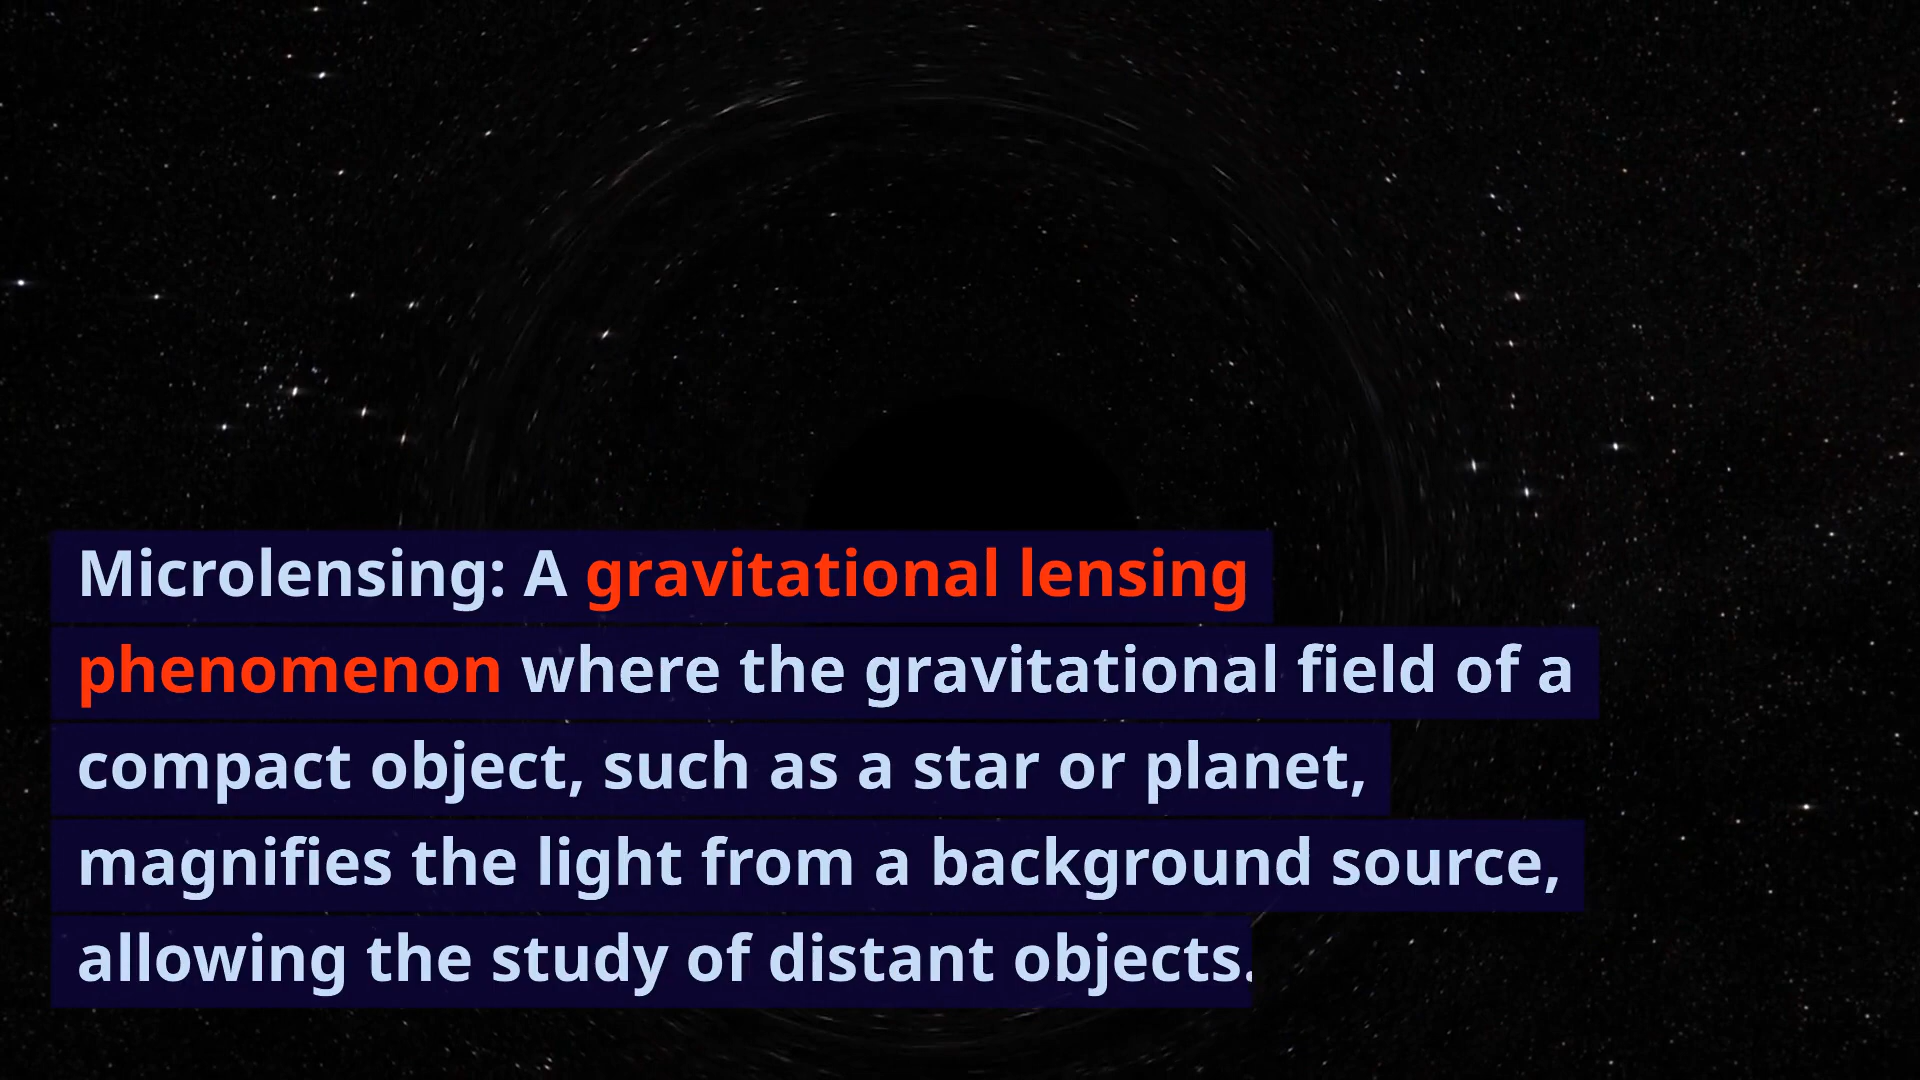 Microlensing: A gravitational lensing
phenomenon where the gravitational field of a
compact object, such as a star or planet,
magnifies the light from a background source,
allowing the study of distant objects.